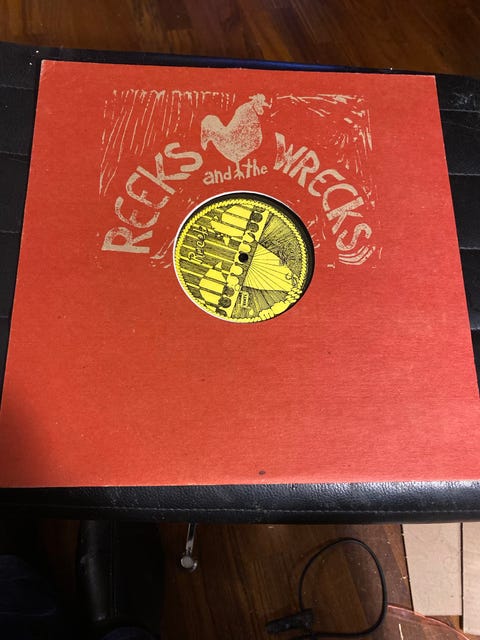 REEKS
and the
WRECKS